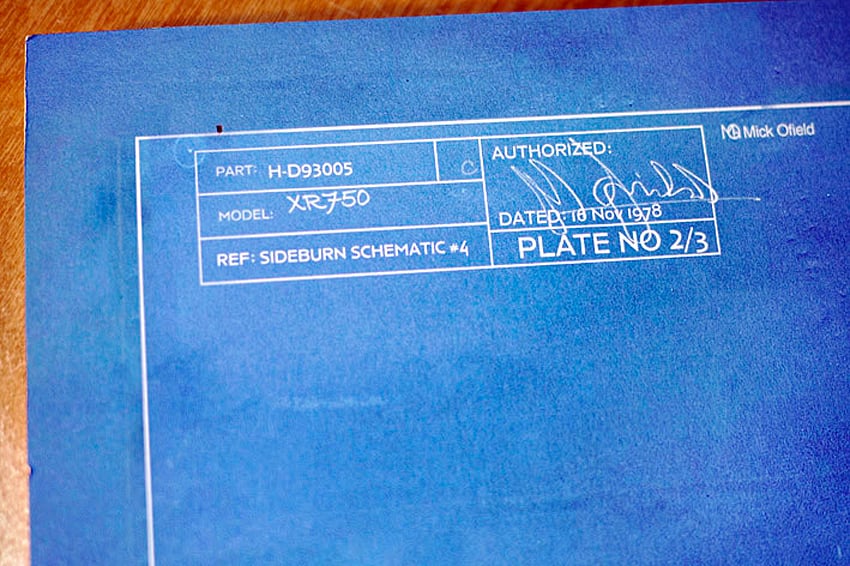 PART: H-D93005 C
MODEL: XR750
REF: SIDEBURN SCHEMATIC #4
AUTHORIZED:
DATED: 16 Nov 1978
PLATE NO 2/3
Mick Ofield